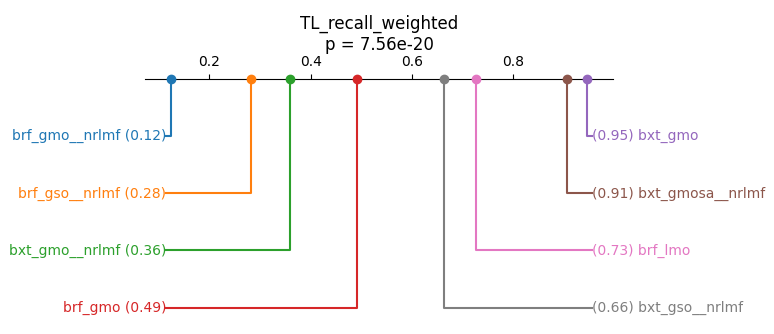 TL_recall_weighted
p = 7.56e-20
0.2 0.4 0.6 0.8
brf_gmo__nrlmf (0.12) (0.95) bxt_gmo
brf_gso__nrlmf (0.28) (0.91) bxt_gmosa__nrlmf
bxt_gmo__nrlmf (0.36) (0.73) brf_lmo
brf_gmo (0.49) (0.66) bxt_gso__nrlmf